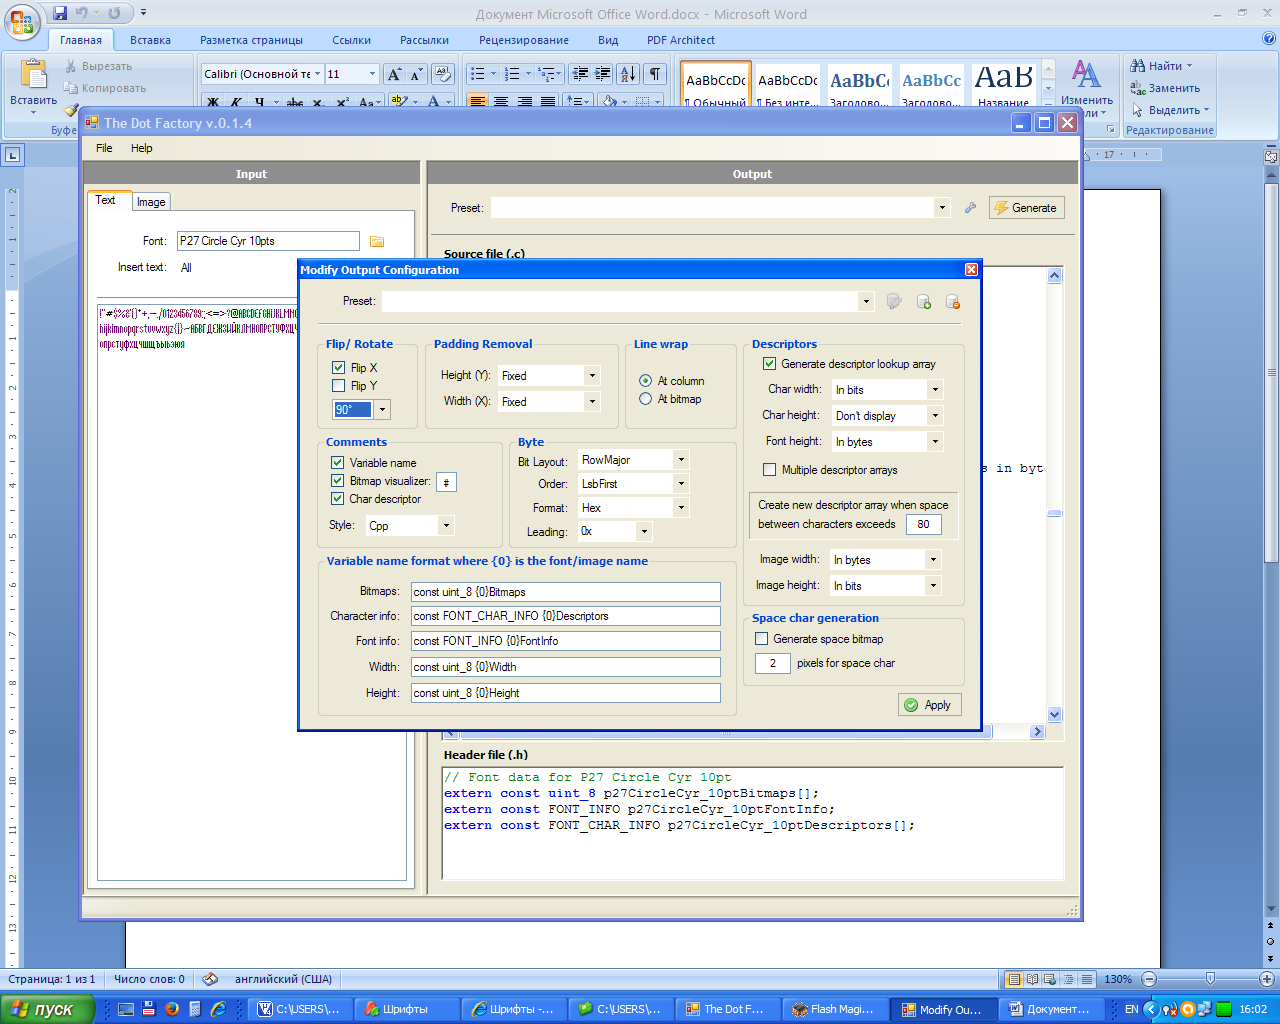 Документ Microsoft Office Word.docx - Microsoft Word
Главная Вставка Разметка страницы Ссылки Рассылки Рецензирование Вид PDF Architect
Вставить
Вырезать
Копировать
Calibri (Основной те 11
Ж К Ч abc x₂ x² Aa
AaBbCcDc AaBbCcDc AaBbC AaBbCc AaB
¶ Обычный ¶ Без инте... Заголово... Заголово... Название
Изменить
Найти
Заменить
Выделить
Редактирование
The Dot Factory v.0.1.4
File Help
Input
Text Image
Font: P27 Circle Cyr 10pts
Insert text: All
Output
Preset:
Generate
Source file (.c)
s in byte
Modify Output Configuration
Preset:
Flip/ Rotate
Flip X
Flip Y
90°
Padding Removal
Height (Y): Fixed
Width (X): Fixed
Line wrap
At column
At bitmap
Descriptors
Generate descriptor lookup array
Char width: In bits
Char height: Don't display
Font height: In bytes
Multiple descriptor arrays
Create new descriptor array when space
between characters exceeds 80
Image width: In bytes
Image height: In bits
Comments
Variable name
Bitmap visualizer: #
Char descriptor
Style: Cpp
Byte
Bit Layout: RowMajor
Order: LsbFirst
Format: Hex
Leading: 0x
Variable name format where {0} is the font/image name
Bitmaps: const uint_8 {0}Bitmaps
Character info: const FONT_CHAR_INFO {0}Descriptors
Font info: const FONT_INFO {0}FontInfo
Width: const uint_8 {0}Width
Height: const uint_8 {0}Height
Space char generation
Generate space bitmap
2 pixels for space char
Apply
Header file (.h)
// Font data for P27 Circle Cyr 10pt
extern const uint_8 p27CircleCyr_10ptBitmaps[];
extern const FONT_INFO p27CircleCyr_10ptFontInfo;
extern const FONT_CHAR_INFO p27CircleCyr_10ptDescriptors[];
Страница: 1 из 1 Число слов: 0 английский (США) 130%
пуск C:\USERS\... Шрифты Шрифты -... C:\USERS\... The Dot F... Flash Magi... Modify Ou... Документ... EN 16:02